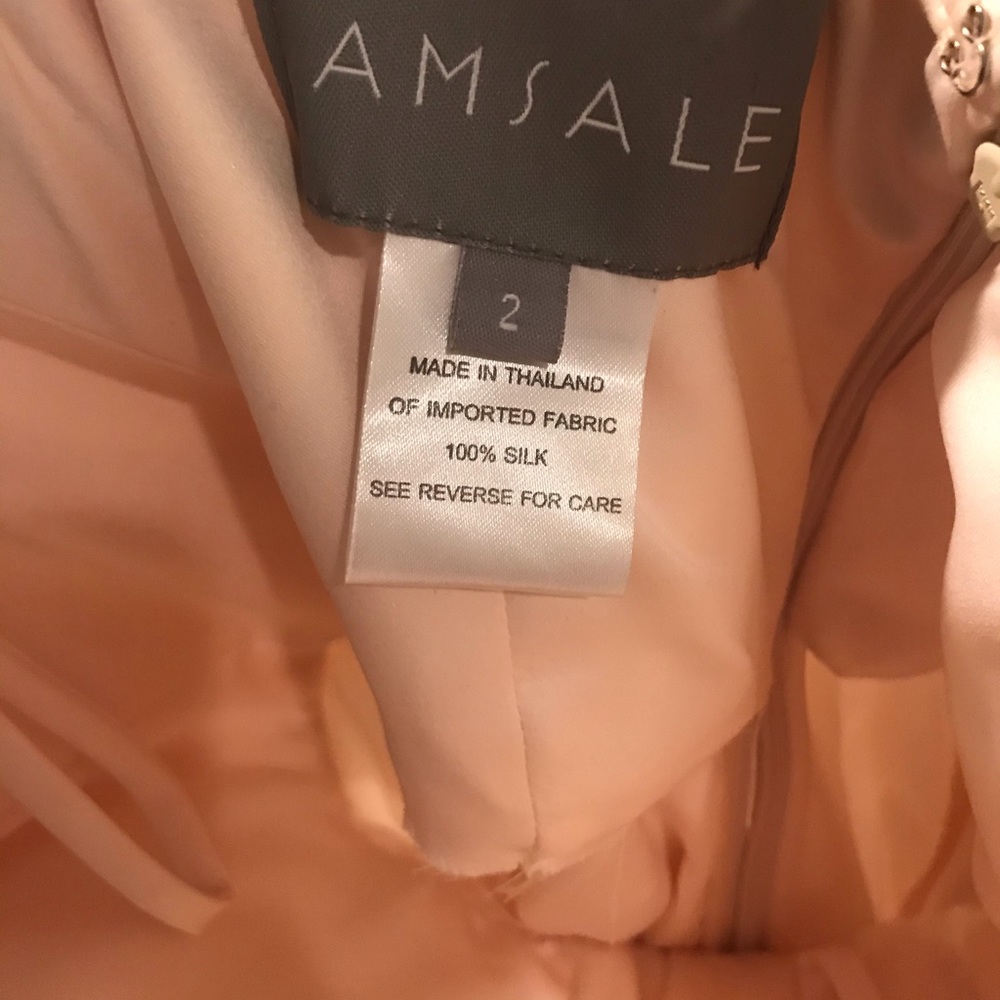 AMSALE
2
MADE IN THAILAND
OF IMPORTED FABRIC
100% SILK
SEE REVERSE FOR CARE